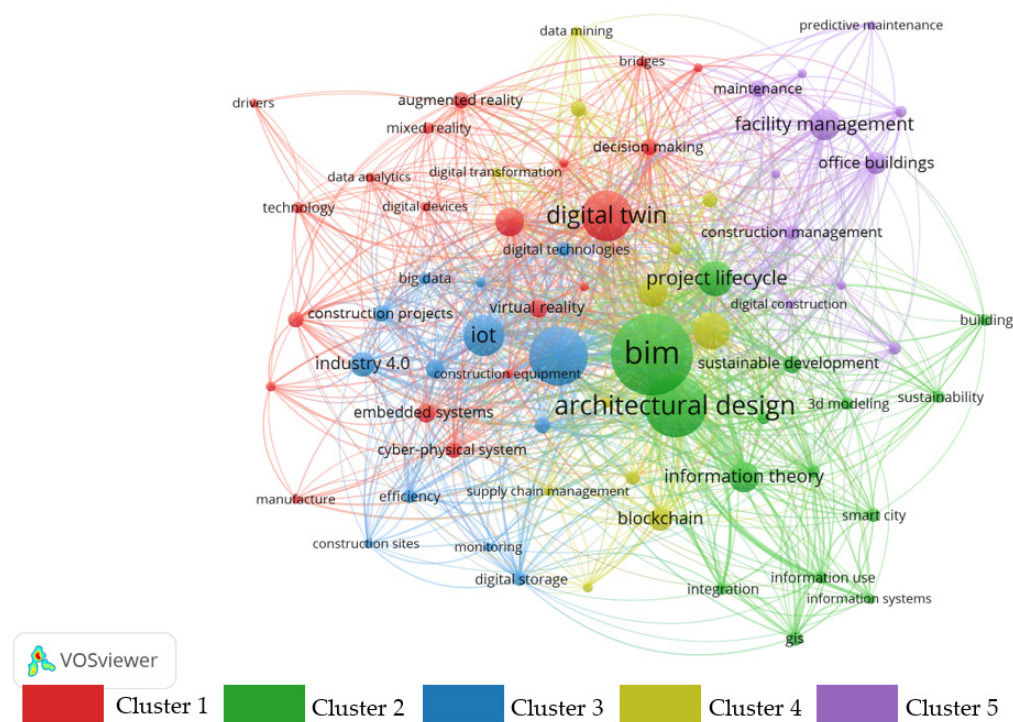 predictive maintenance
data mining
bridges
maintenance
drivers
augmented reality
facility management
mixed reality
decision making
office buildings
digital transformation
data analytics
technology
digital devices
digital twin
construction management
digital technologies
big data
project lifecycle
digital construction
construction projects
virtual reality
building
iot
bim
industry 4.0
sustainable development
construction equipment
sustainability
architectural design
3d modeling
embedded systems
cyber-physical system
information theory
manufacture
efficiency
supply chain management
blockchain
smart city
construction sites
monitoring
digital storage
information use
integration
information systems
gis
VOSviewer
Cluster 1
Cluster 2
Cluster 3
Cluster 4
Cluster 5